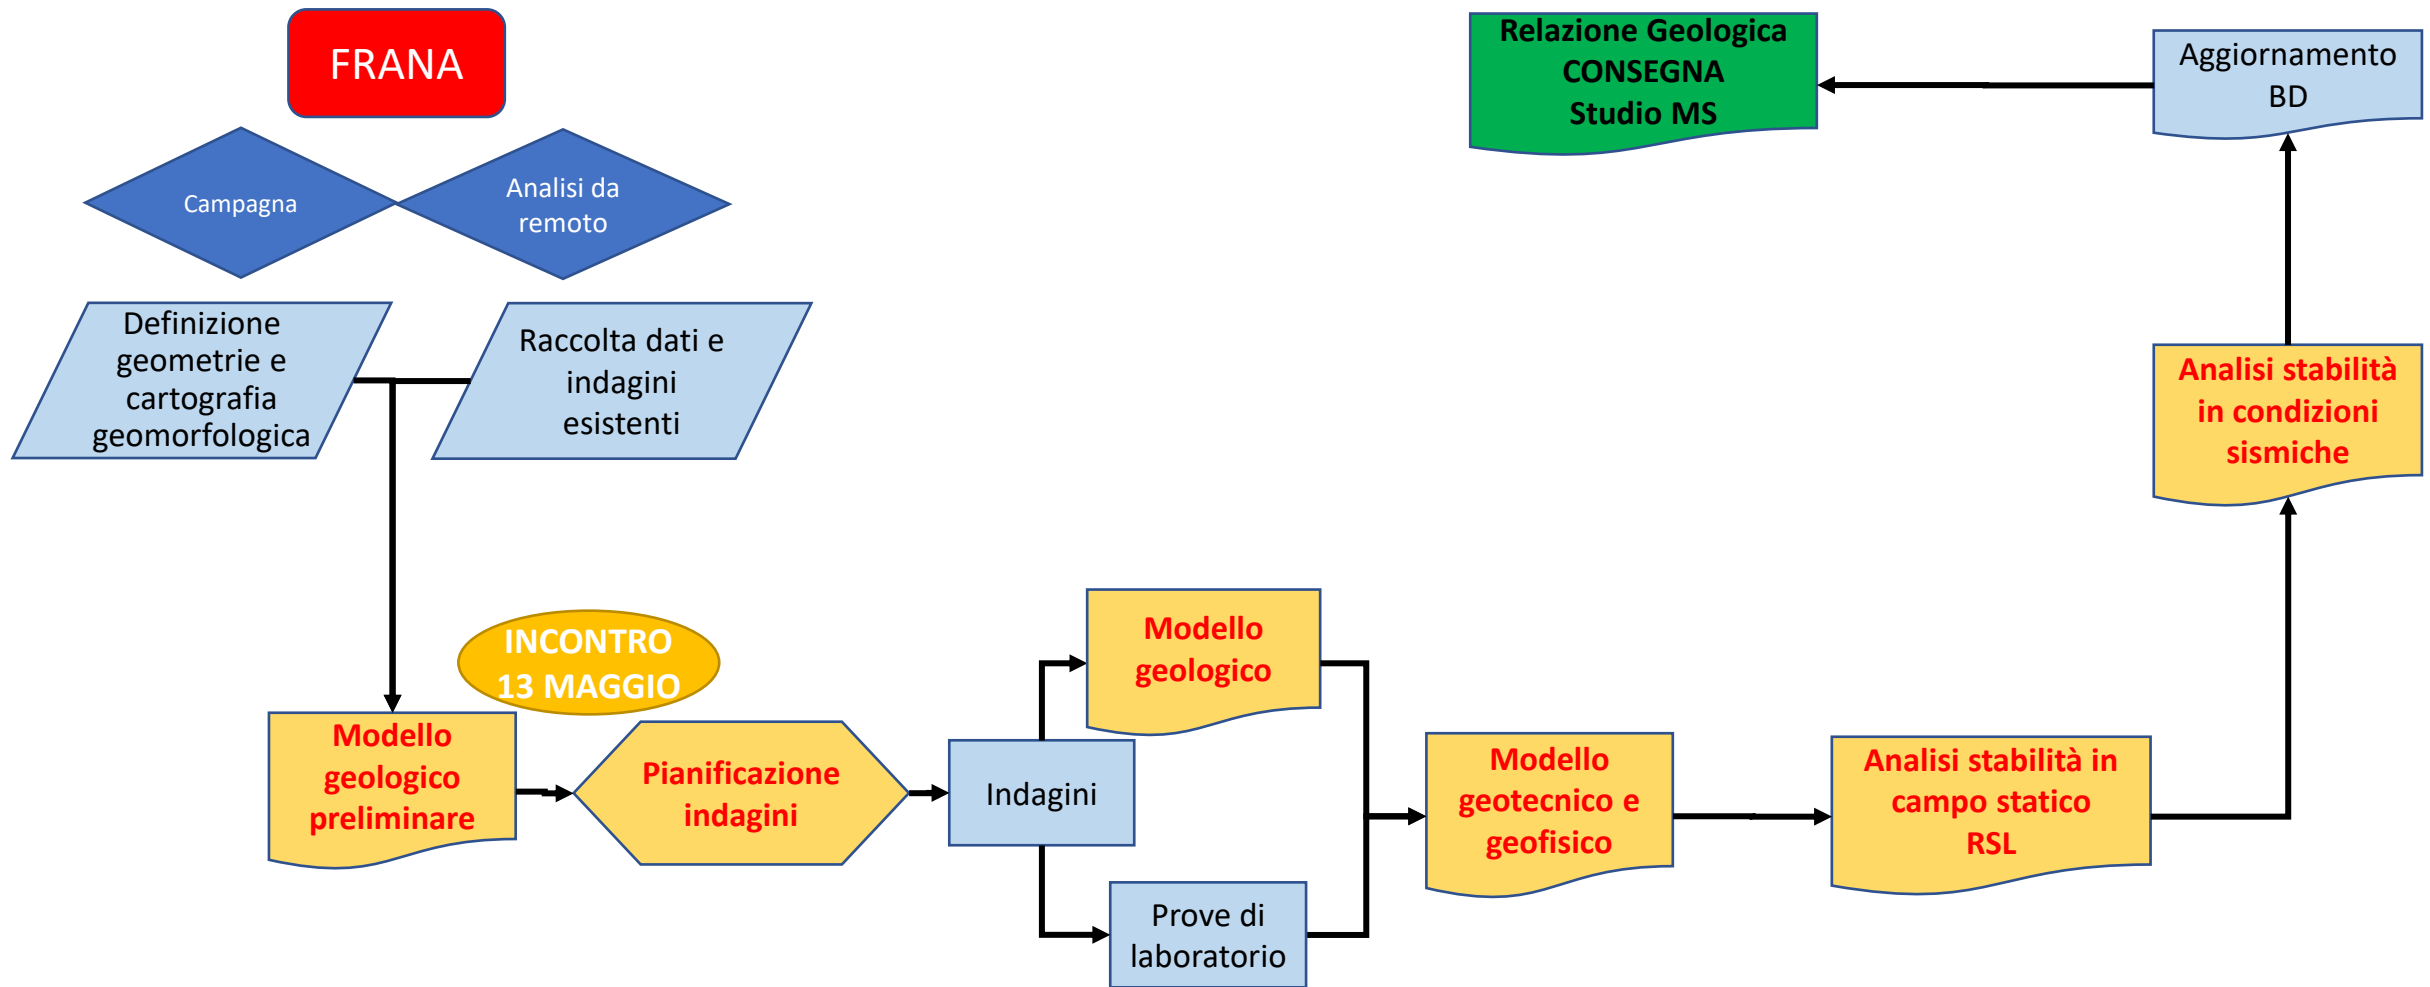 FRANA
Campagna
Analisi da
remoto
Definizione
geometrie e
cartografia
geomorfologica
Raccolta dati e
indagini
esistenti
INCONTRO
13 MAGGIO
Modello
geologico
preliminare
Pianificazione
indagini
Indagini
Modello
geologico
Prove di
laboratorio
Modello
geotecnico e
geofisico
Analisi stabilità in
campo statico
RSL
Analisi stabilità
in condizioni
sismiche
Aggiornamento
BD
Relazione Geologica
CONSEGNA
Studio MS